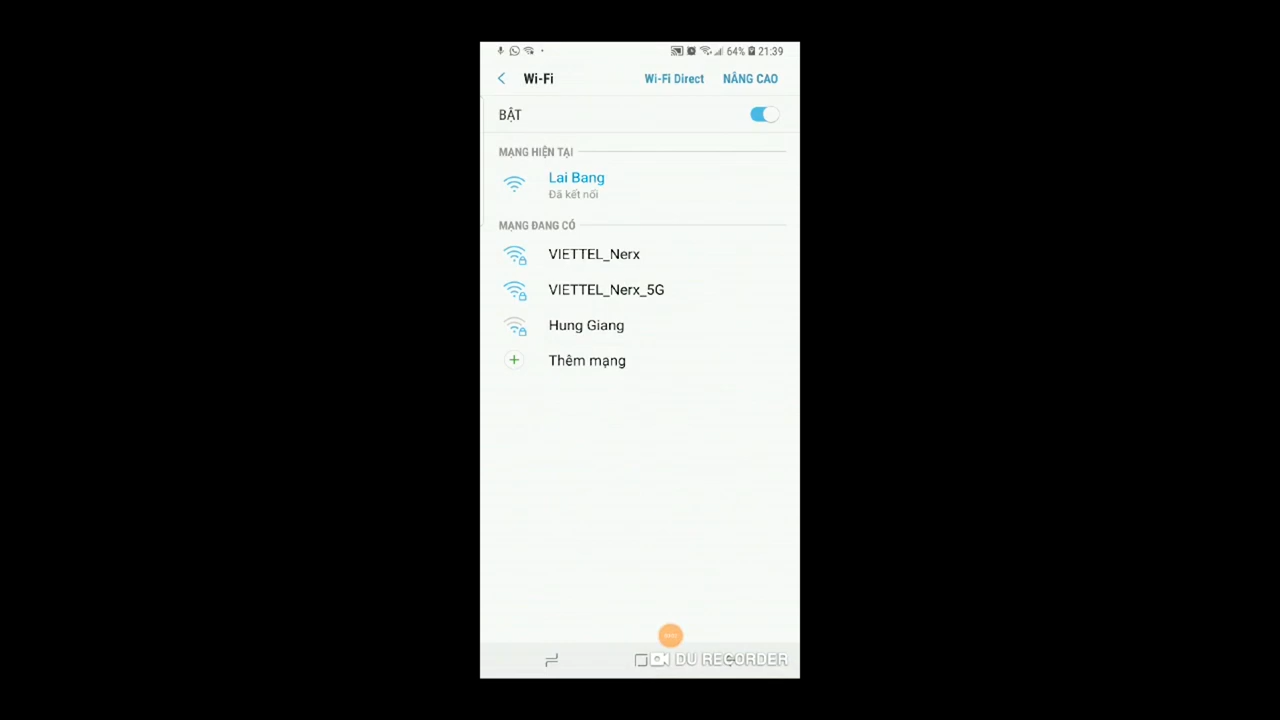 64% 21:39
Wi-Fi Wi-Fi Direct NÂNG CAO
BẬT
MẠNG HIỆN TẠI
Lai Bang
Đã kết nối
MẠNG ĐANG CÓ
VIETTEL_Nerx
VIETTEL_Nerx_5G
Hung Giang
Thêm mạng
DU RECORDER